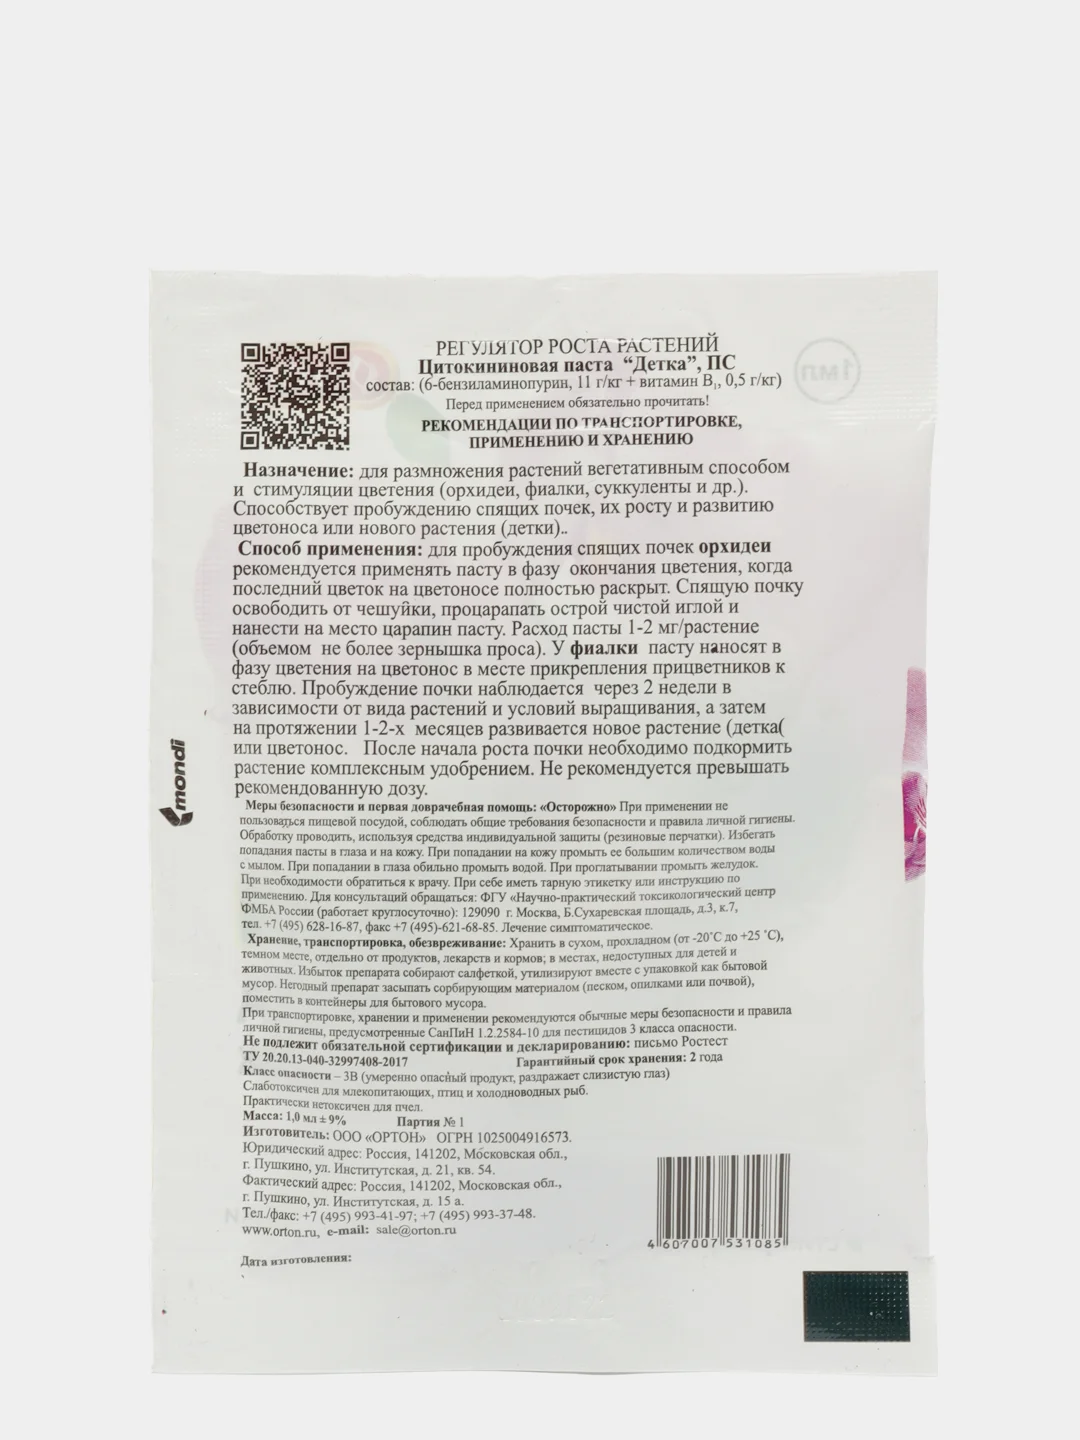 РЕГУЛЯТОР РОСТА РАСТЕНИЙ
Цитокининовая паста “Детка”, ПС
состав: (6-бензиламинопурин, 11 г/кг + витамин B₁, 0,5 г/кг)
Перед применением обязательно прочитать!
РЕКОМЕНДАЦИИ ПО ТРАНСПОРТИРОВКЕ,
ПРИМЕНЕНИЮ И ХРАНЕНИЮ
1мл
Назначение: для размножения растений вегетативным способом
и стимуляции цветения (орхидеи, фиалки, суккуленты и др.).
Способствует пробуждению спящих почек, их росту и развитию
цветоноса или нового растения (детки)..
Способ применения: для пробуждения спящих почек орхидеи
рекомендуется применять пасту в фазу окончания цветения, когда
последний цветок на цветоносе полностью раскрыт. Спящую почку
освободить от чешуйки, процарапать острой чистой иглой и
нанести на место царапин пасту. Расход пасты 1-2 мг/растение
(объемом не более зернышка проса). У фиалки пасту наносят в
фазу цветения на цветонос в месте прикрепления прицветников к
стеблю. Пробуждение почки наблюдается через 2 недели в
зависимости от вида растений и условий выращивания, а затем
на протяжении 1-2-х месяцев развивается новое растение (детка(
или цветонос. После начала роста почки необходимо подкормить
растение комплексным удобрением. Не рекомендуется превышать
рекомендованную дозу.
Меры безопасности и первая доврачебная помощь: «Осторожно» При применении не
пользоваться пищевой посудой, соблюдать общие требования безопасности и правила личной гигиены.
Обработку проводить, используя средства индивидуальной защиты (резиновые перчатки). Избегать
попадания пасты в глаза и на кожу. При попадании на кожу промыть ее большим количеством воды
с мылом. При попадании в глаза обильно промыть водой. При проглатывании промыть желудок.
При необходимости обратиться к врачу. При себе иметь тарную этикетку или инструкцию по
применению. Для консультаций обращаться: ФГУ «Научно-практический токсикологический центр
ФМБА России (работает круглосуточно): 129090 г. Москва, Б.Сухаревская площадь, д.3, к.7,
тел. +7 (495) 628-16-87, факс +7 (495)-621-68-85. Лечение симптоматическое.
Хранение, транспортировка, обезвреживание: Хранить в сухом, прохладном (от -20˚С до +25 ˚С),
темном месте, отдельно от продуктов, лекарств и кормов; в местах, недоступных для детей и
животных. Избыток препарата собирают салфеткой, утилизируют вместе с упаковкой как бытовой
мусор. Негодный препарат засыпать сорбирующим материалом (песком, опилками или почвой),
поместить в контейнеры для бытового мусора.
При транспортировке, хранении и применении рекомендуются обычные меры безопасности и правила
личной гигиены, предусмотренные СанПиН 1.2.2584-10 для пестицидов 3 класса опасности.
Не подлежит обязательной сертификации и декларированию: письмо Ростест
ТУ 20.20.13-040-32997408-2017 Гарантийный срок хранения: 2 года
Класс опасности – 3В (умеренно опасный продукт, раздражает слизистую глаз)
Слаботоксичен для млекопитающих, птиц и холодноводных рыб.
Практически нетоксичен для пчел.
Масса: 1,0 мл ± 9% Партия № 1
Изготовитель: ООО «ОРТОН» ОГРН 1025004916573.
Юридический адрес: Россия, 141202, Московская обл.,
г. Пушкино, ул. Институтская, д. 21, кв. 54.
Фактический адрес: Россия, 141202, Московская обл.,
г. Пушкино, ул. Институтская, д. 15 а.
Тел./факс: +7 (495) 993-41-97; +7 (495) 993-37-48.
www.orton.ru, e-mail: sale@orton.ru
Дата изготовления:
4 607007 531085
mondi